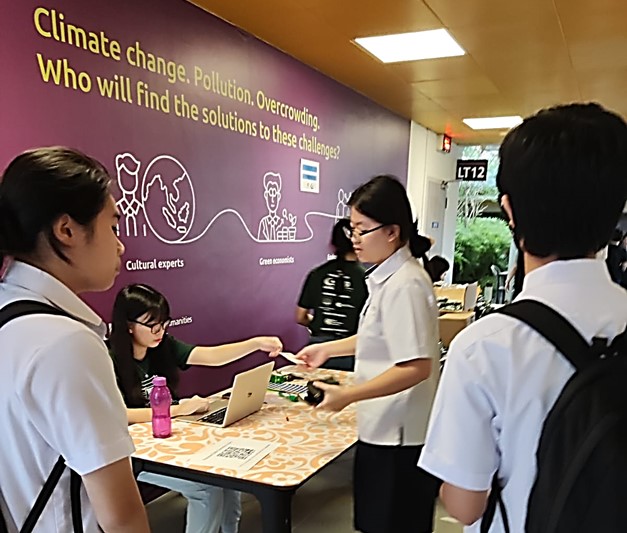 Climate change. Pollution. Overcrowding.
Who will find the solutions to these challenges?
LT12
Cultural experts
Green economists